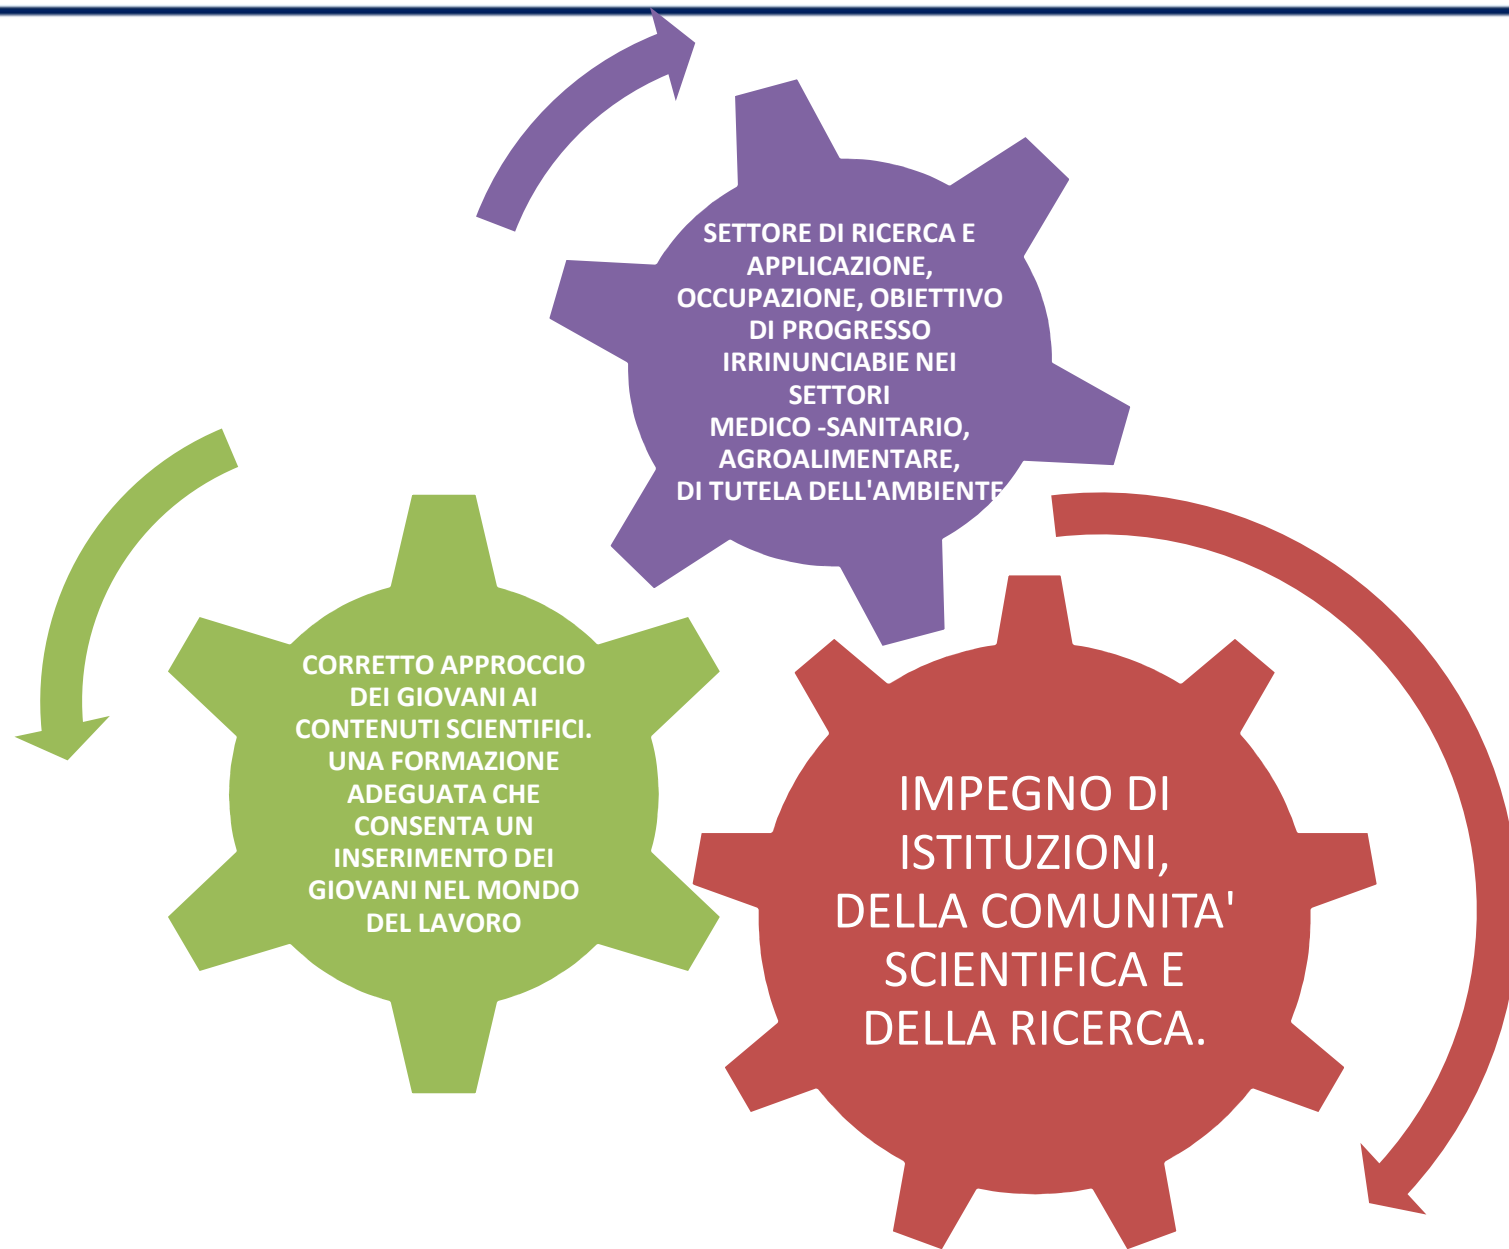 SETTORE DI RICERCA E
APPLICAZIONE,
OCCUPAZIONE, OBIETTIVO
DI PROGRESSO
IRRINUNCIABIE NEI
SETTORI
MEDICO -SANITARIO,
AGROALIMENTARE,
DI TUTELA DELL'AMBIENTE
CORRETTO APPROCCIO
DEI GIOVANI AI
CONTENUTI SCIENTIFICI.
UNA FORMAZIONE
ADEGUATA CHE
CONSENTA UN
INSERIMENTO DEI
GIOVANI NEL MONDO
DEL LAVORO
IMPEGNO DI
ISTITUZIONI,
DELLA COMUNITA'
SCIENTIFICA E
DELLA RICERCA.